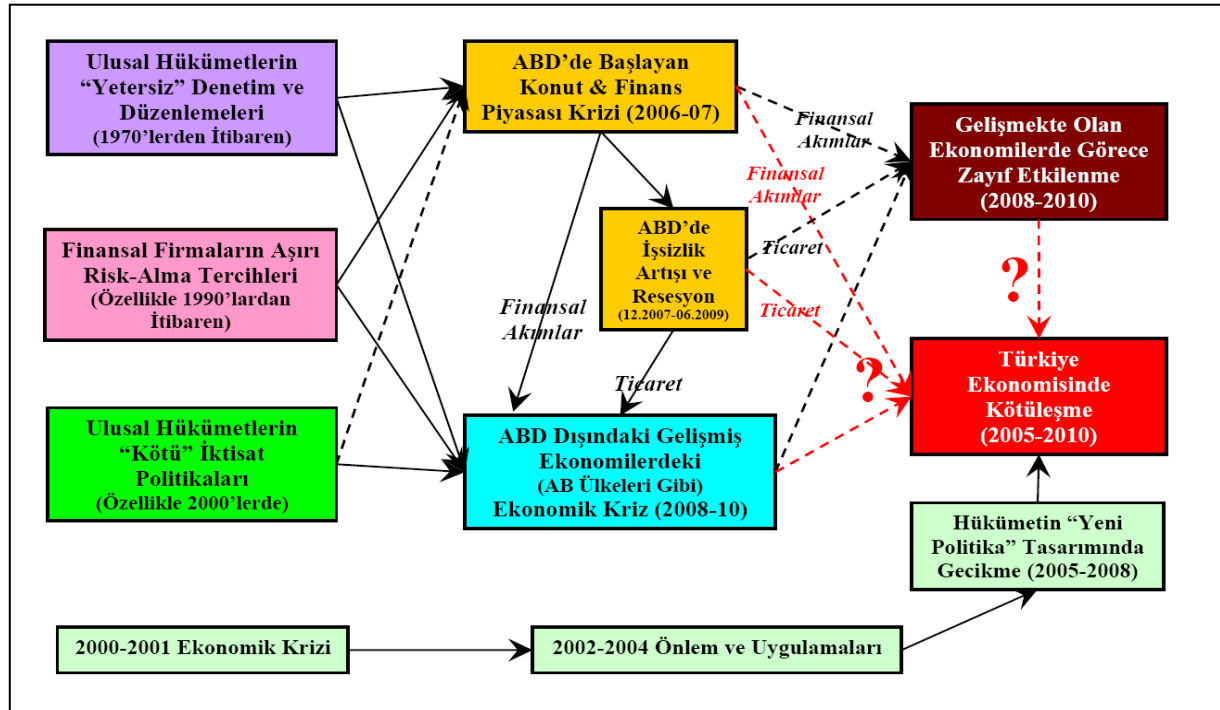 Ulusal Hükümetlerin
“Yetersiz” Denetim ve
Düzenlemeleri
(1970’lerden İtibaren)
Finansal Firmaların Aşırı
Risk-Alma Tercihleri
(Özellikle 1990’lardan
İtibaren)
Ulusal Hükümetlerin
“Kötü” İktisat
Politikaları
(Özellikle 2000’lerde)
ABD’de Başlayan
Konut & Finans
Piyasası Krizi (2006-07)
ABD’de
İşsizlik
Artışı ve
Resesyon
(12.2007-06.2009)
Finansal
Akımlar
Ticaret
ABD Dışındaki Gelişmiş
Ekonomilerdeki
(AB Ülkeleri Gibi)
Ekonomik Kriz (2008-10)
Finansal
Akımlar
Finansal
Akımlar
Ticaret
Ticaret
?
Gelişmekte Olan
Ekonomilerde Görece
Zayıf Etkilenme
(2008-2010)
?
Türkiye
Ekonomisinde
Kötüleşme
(2005-2010)
Hükümetin “Yeni
Politika” Tasarımında
Gecikme (2005-2008)
2000-2001 Ekonomik Krizi
2002-2004 Önlem ve Uygulamaları